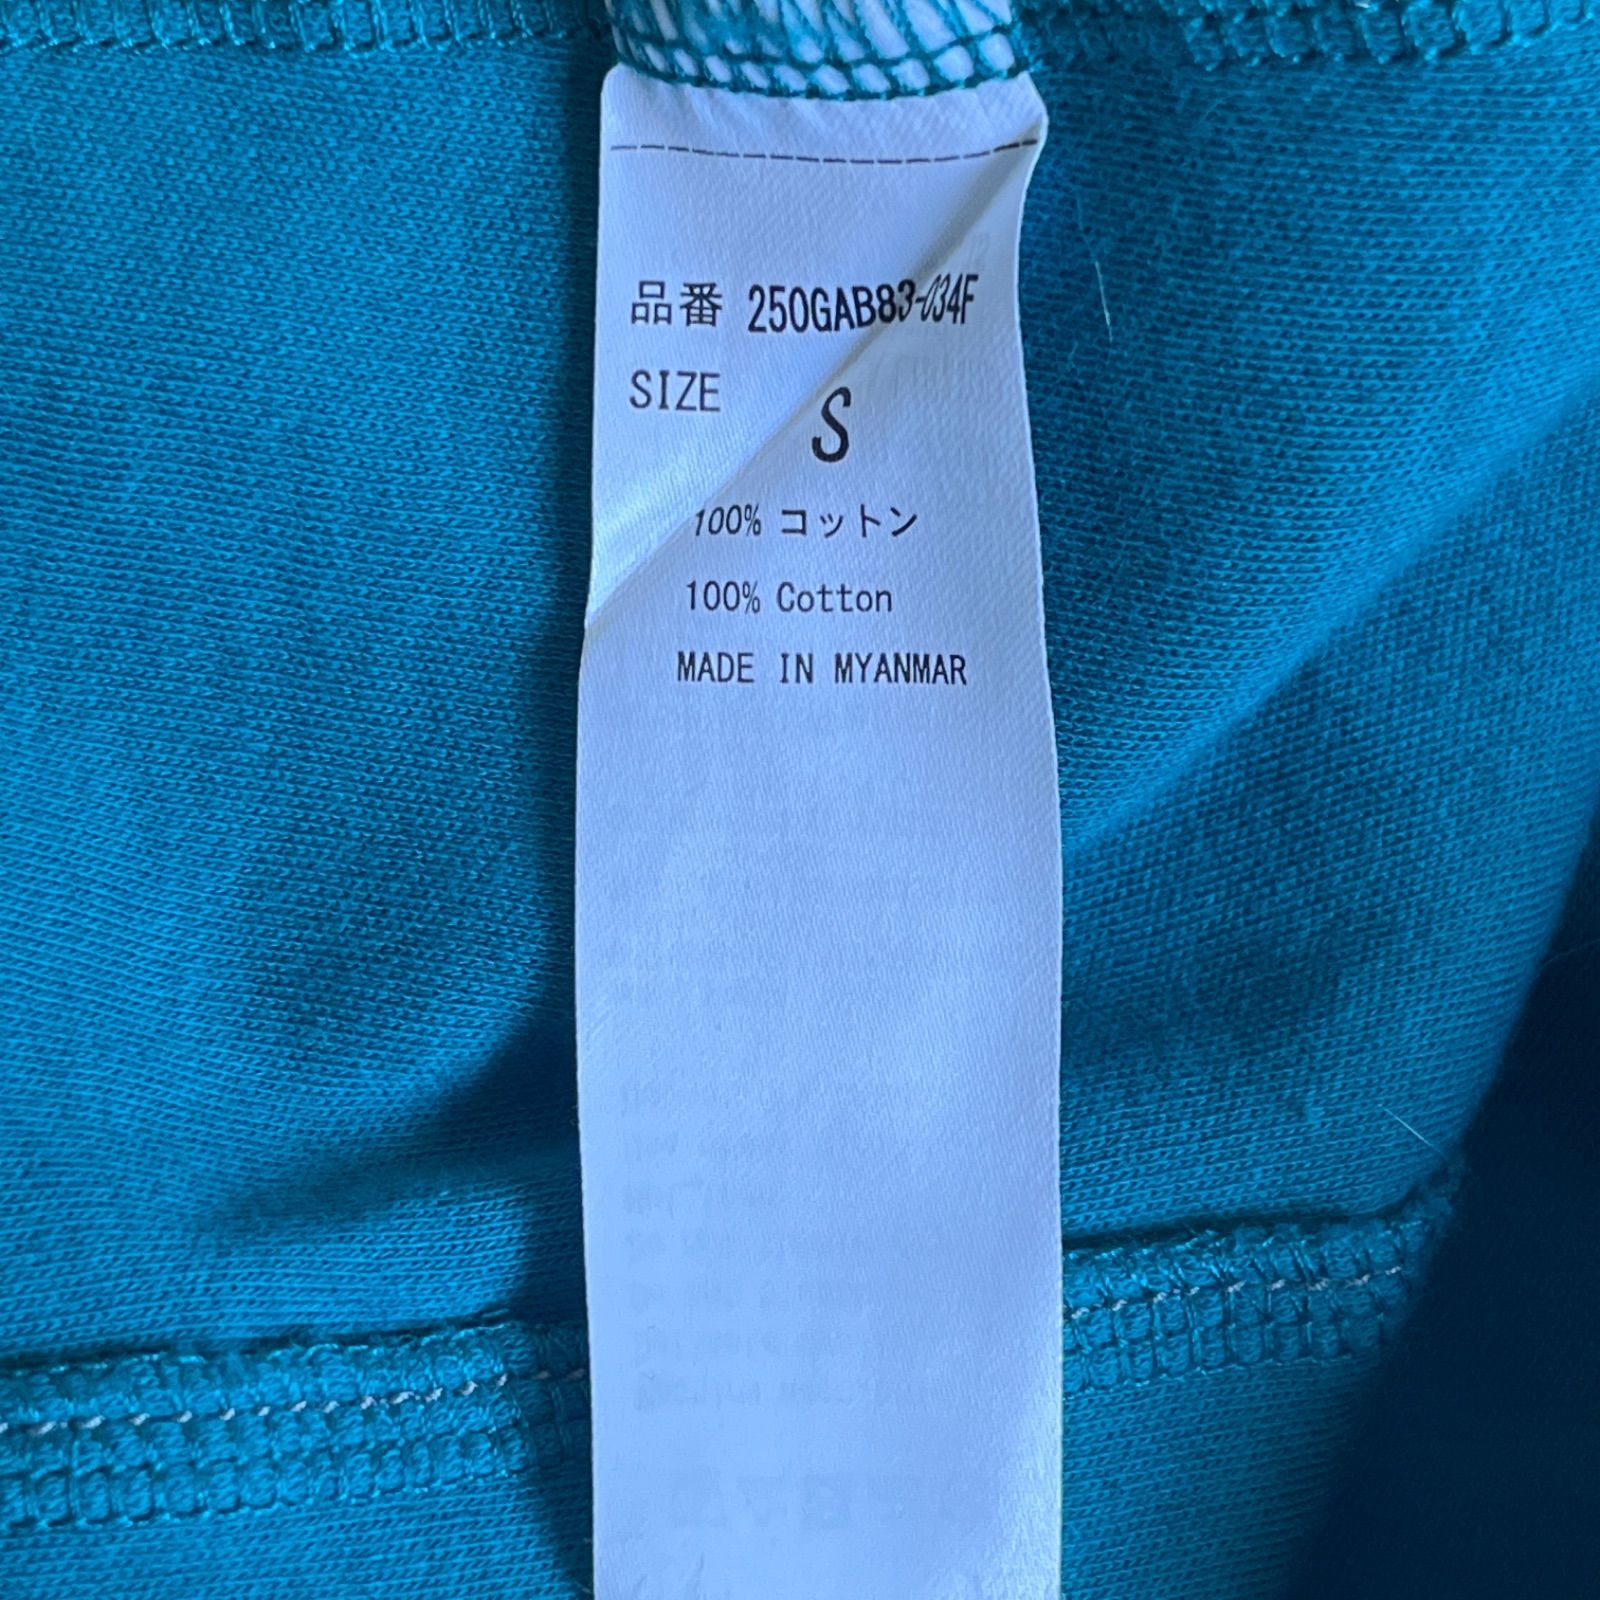 品番 250GAB83-034F
SIZE S
100% コットン
100% Cotton
MADE IN MYANMAR